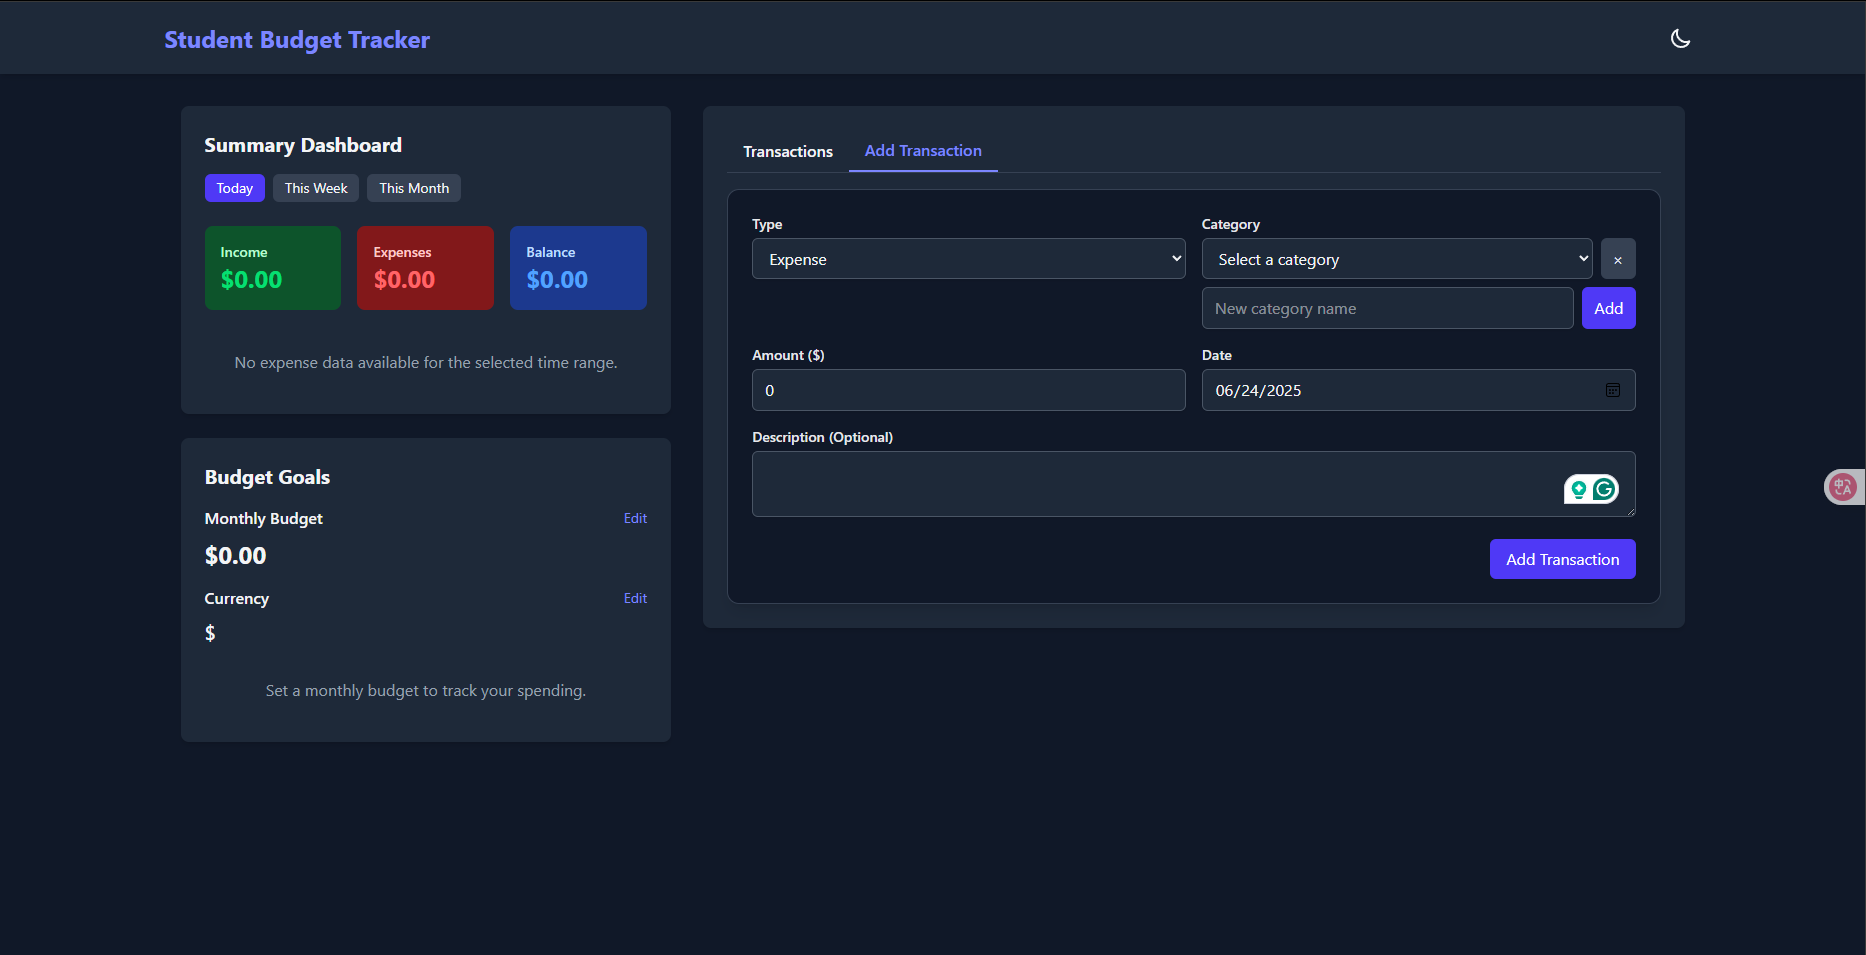 Student Budget Tracker
Summary Dashboard
Today This Week This Month
Income Expenses Balance
$0.00 $0.00 $0.00
No expense data available for the selected time range.
Budget Goals
Monthly Budget Edit
$0.00
Currency Edit
$
Set a monthly budget to track your spending.
Transactions Add Transaction
Type Category
Expense Select a category ×
New category name Add
Amount ($) Date
0 06/24/2025
Description (Optional)
Add Transaction